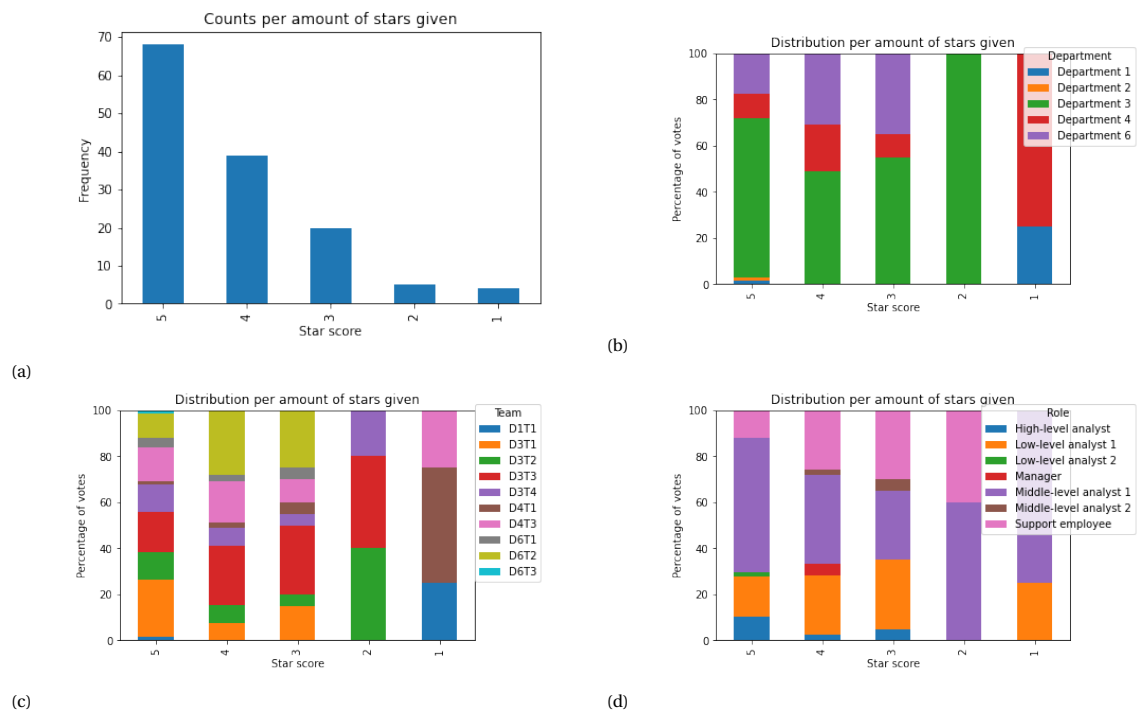 Counts per amount of stars given
70
60
50
40
30
20
10
0
Frequency
5
4
3
2
1
Star score
(a)
Distribution per amount of stars given
100
80
60
40
20
0
Percentage of votes
5
4
3
2
1
Star score
Department
Department 1
Department 2
Department 3
Department 4
Department 6
(b)
Distribution per amount of stars given
100
80
60
40
20
0
Percentage of votes
5
4
3
2
1
Star score
Team
D1T1
D3T1
D3T2
D3T3
D3T4
D4T1
D4T3
D6T1
D6T2
D6T3
(c)
Distribution per amount of stars given
100
80
60
40
20
0
Percentage of votes
5
4
3
2
1
Star score
Role
High-level analyst
Low-level analyst 1
Low-level analyst 2
Manager
Middle-level analyst 1
Middle-level analyst 2
Support employee
(d)